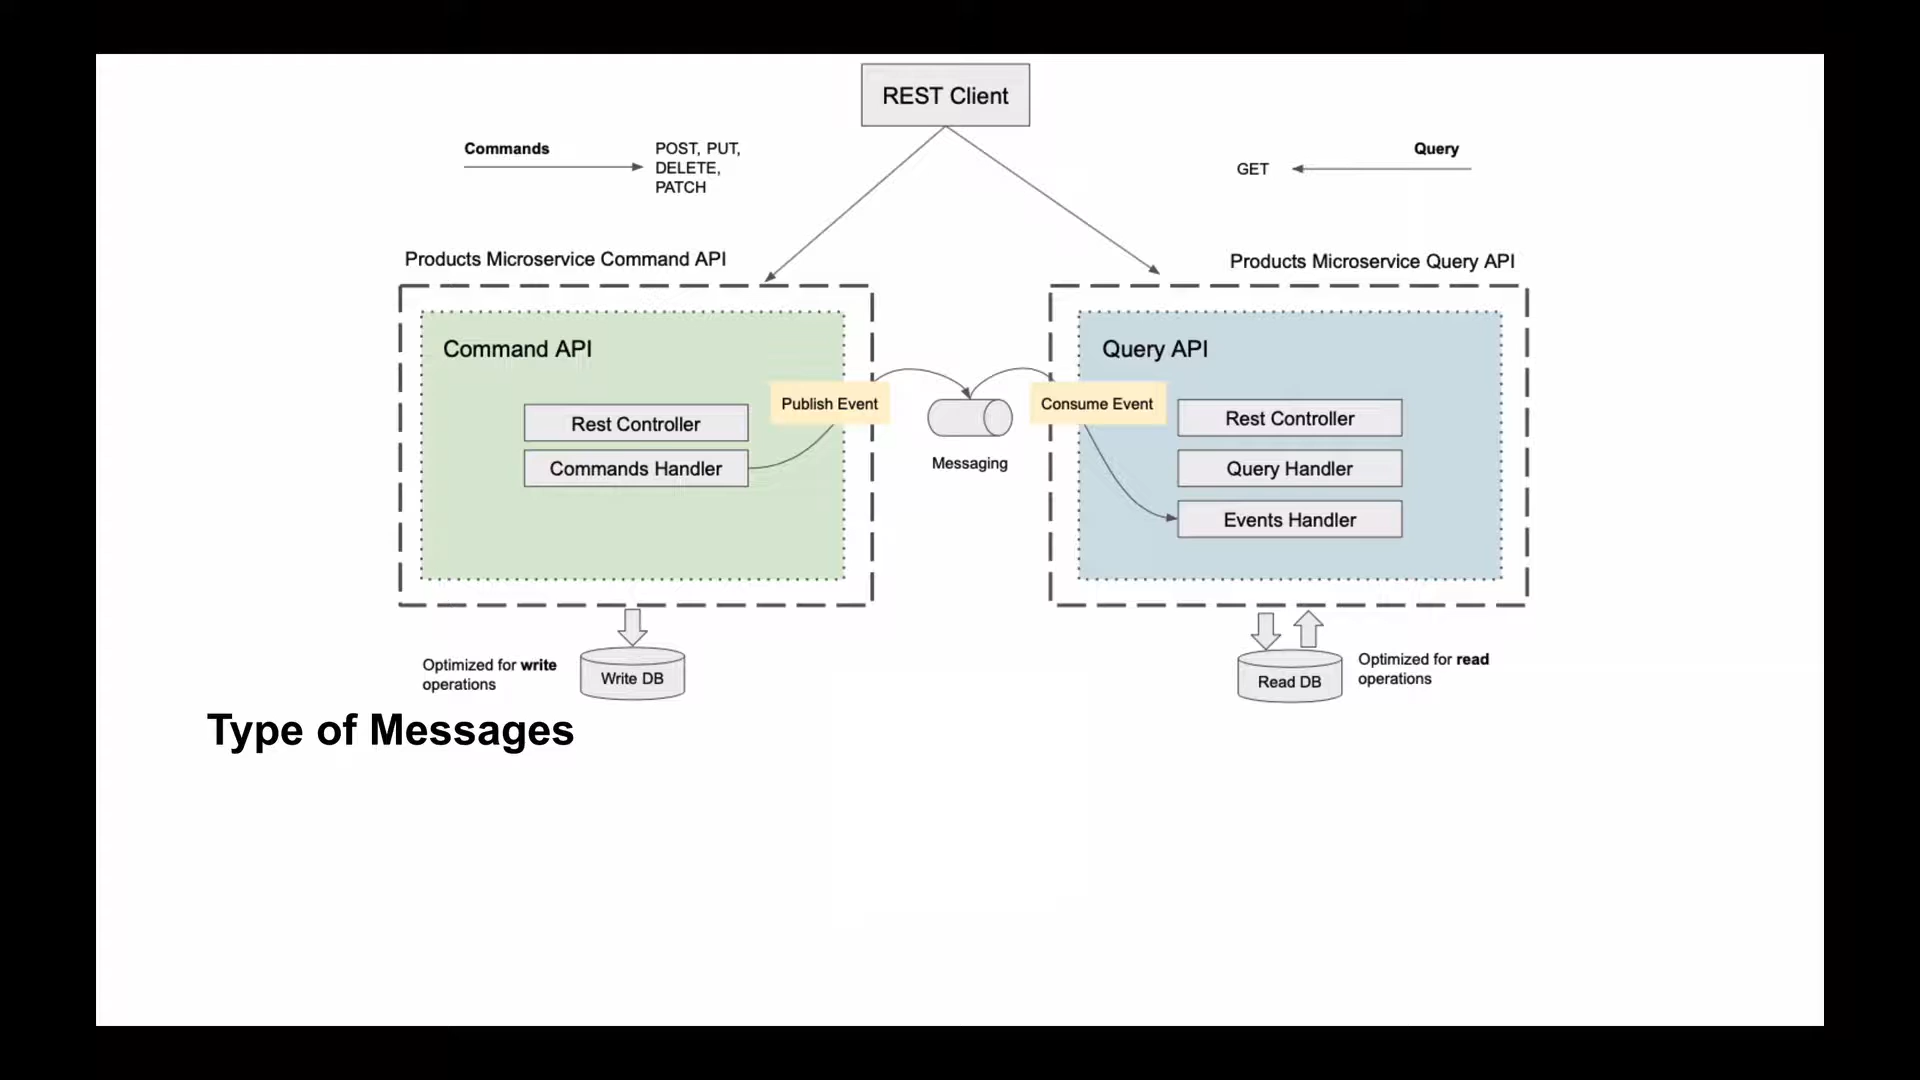 REST Client
Commands
POST, PUT,
DELETE,
PATCH
GET
Query
Products Microservice Command API
Products Microservice Query API
Command API
Rest Controller
Commands Handler
Publish Event
Messaging
Consume Event
Query API
Rest Controller
Query Handler
Events Handler
Optimized for write
operations
Write DB
Read DB
Optimized for read
operations
Type of Messages